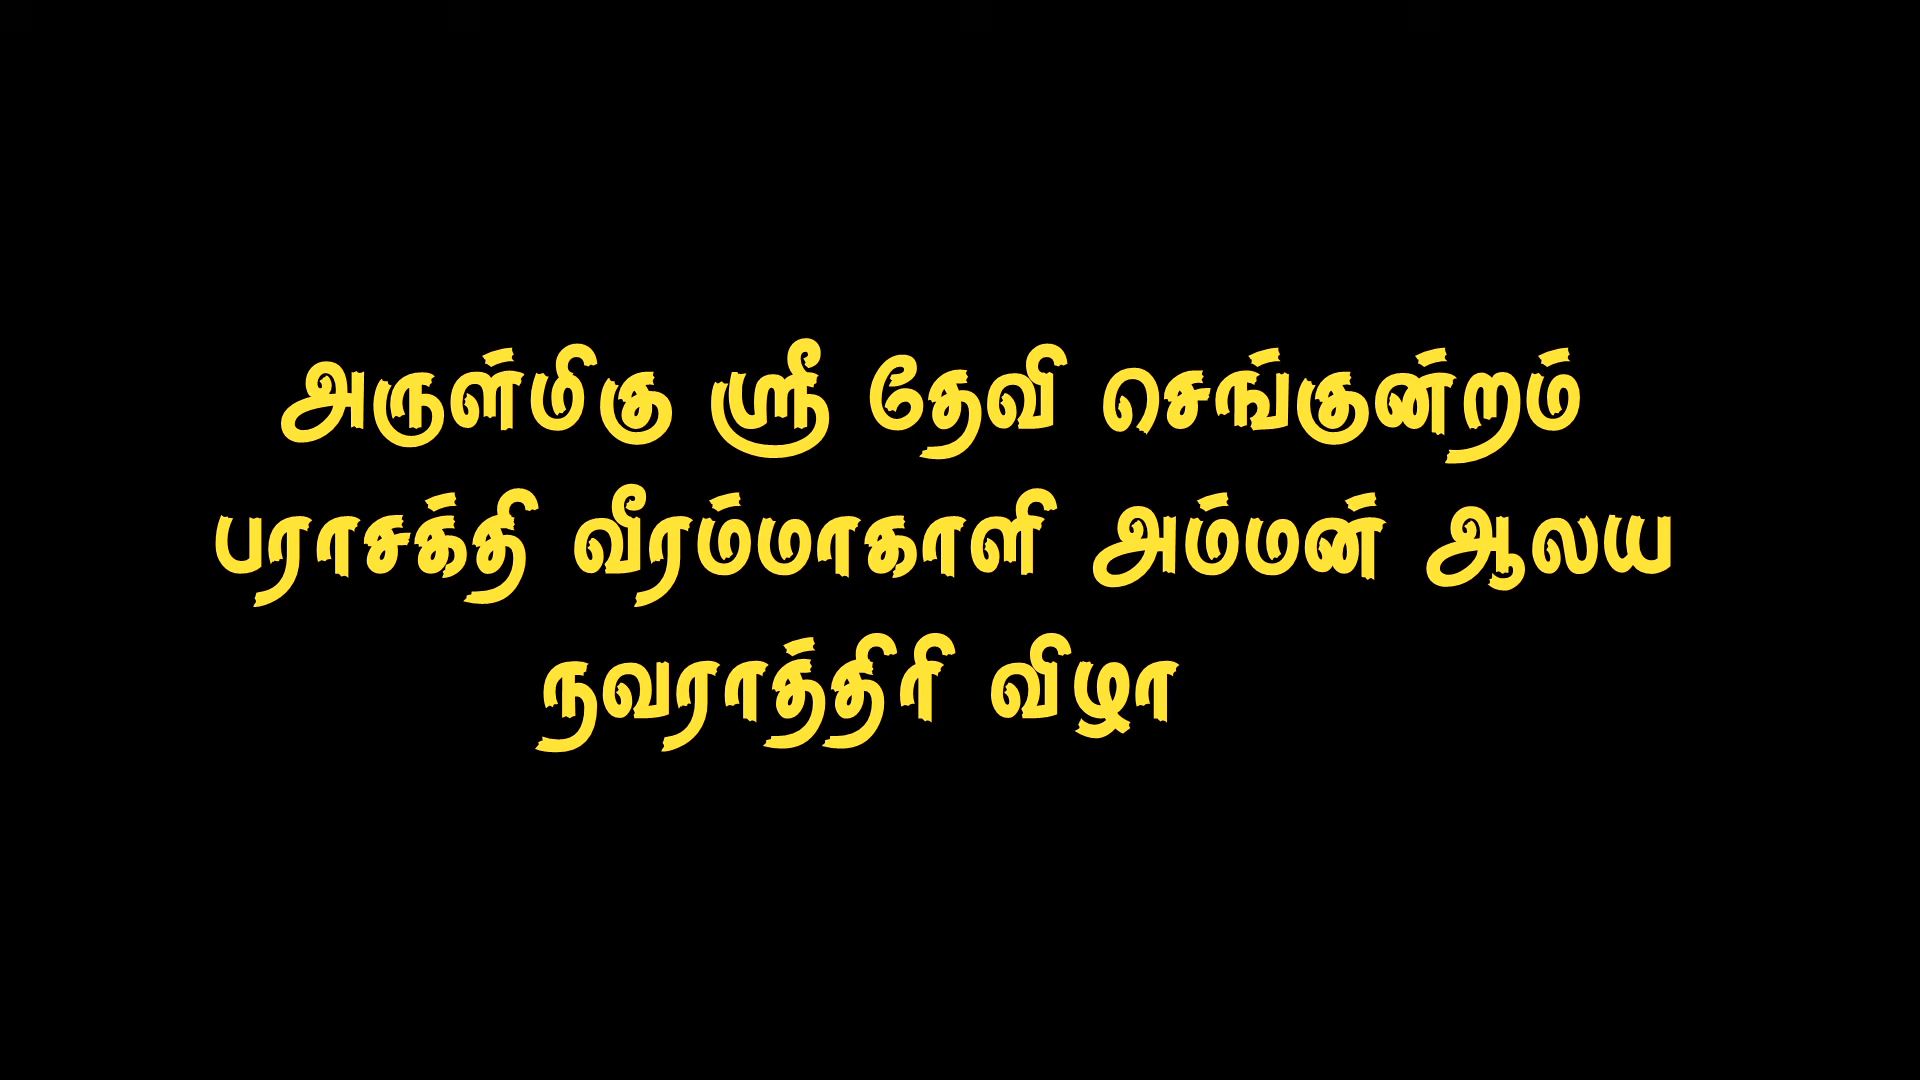 அருள்மிகு ஸ்ரீ தேவி செங்குன்றம்
பராசக்தி வீரம்மாகாளி அம்மன் ஆலய
நவராத்திரி விழா